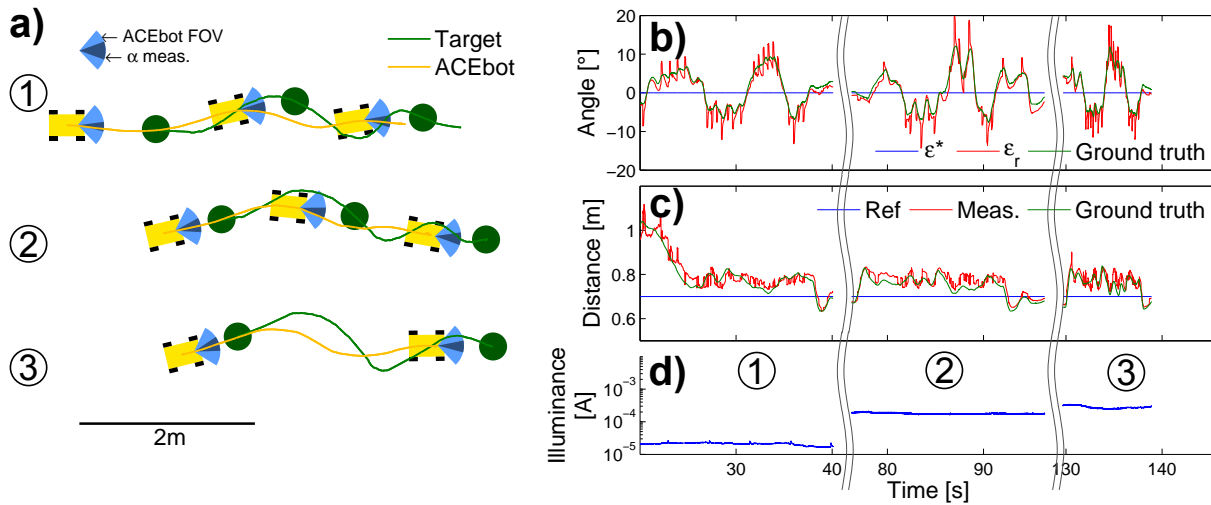 a)
ACEbot FOV
α meas.
Target
ACEbot
1
2
3
2m
b)
Angle [°]
20
10
0
−10
−20
ε* εr Ground truth
c)
Distance [m]
1
0.8
0.6
Ref Meas. Ground truth
d)
Illuminance
[A]
10⁻³
10⁻⁴
10⁻⁵
1 2 3
30 40 80 90 130 140
Time [s]